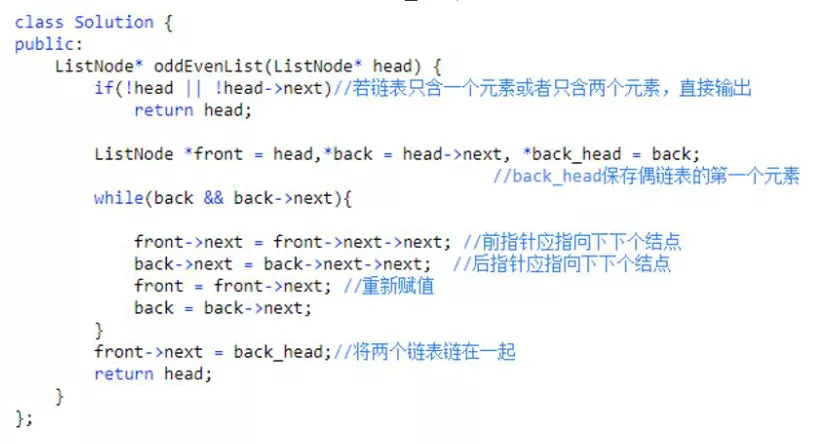 class Solution {
public:
    ListNode* oddEvenList(ListNode* head) {
        if(!head || !head->next)//若链表只含一个元素或者只含两个元素，直接输出
            return head;
        ListNode *front = head,*back = head->next, *back_head = back;
                                                //back_head保存偶链表的第一个元素
        while(back && back->next){
            front->next = front->next->next; //前指针应指向下下个结点
            back->next = back->next->next;  //后指针应指向下下个结点
            front = front->next; //重新赋值
            back = back->next;
        }
        front->next = back_head;//将两个链表链在一起
        return head;
    }
};